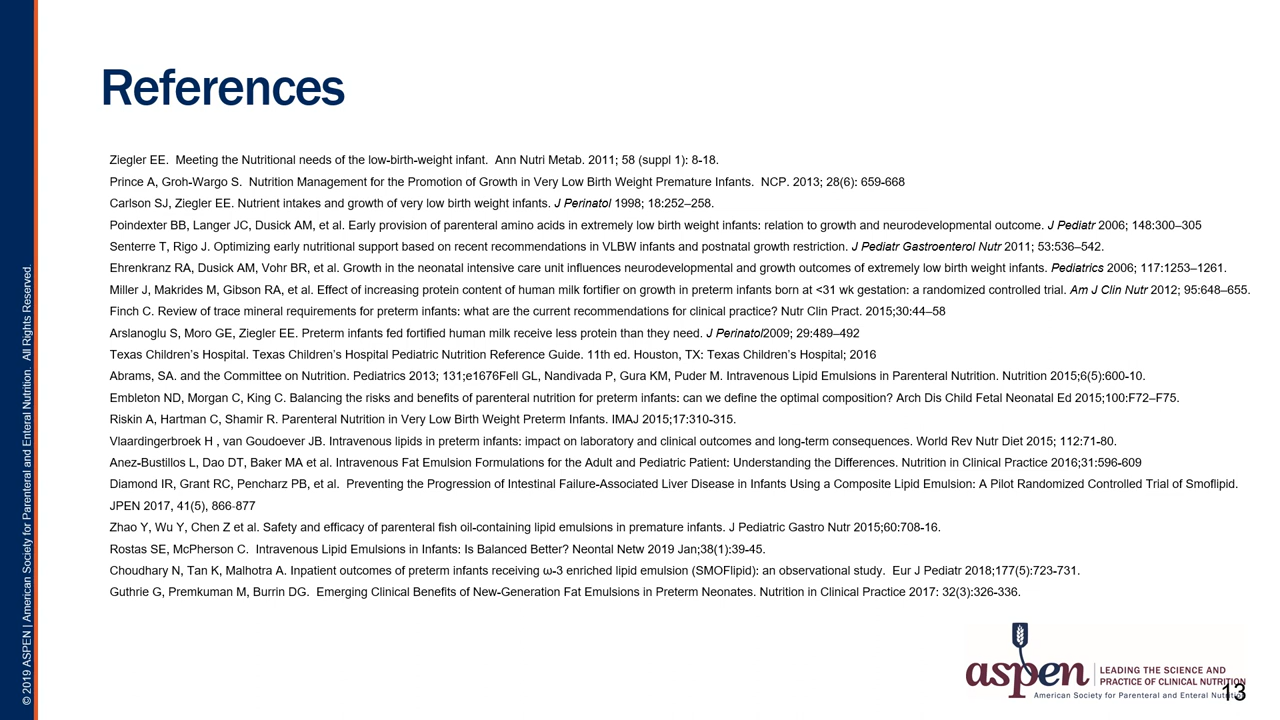 References
Ziegler EE.  Meeting the Nutritional needs of the low-birth-weight infant.  Ann Nutri Metab. 2011; 58 (suppl 1): 8-18.
Prince A, Groh-Wargo S.  Nutrition Management for the Promotion of Growth in Very Low Birth Weight Premature Infants.  NCP. 2013; 28(6): 659-668
Carlson SJ, Ziegler EE. Nutrient intakes and growth of very low birth weight infants. J Perinatol 1998; 18:252–258.
Poindexter BB, Langer JC, Dusick AM, et al. Early provision of parenteral amino acids in extremely low birth weight infants: relation to growth and neurodevelopmental outcome. J Pediatr 2006; 148:300–305
Senterre T, Rigo J. Optimizing early nutritional support based on recent recommendations in VLBW infants and postnatal growth restriction. J Pediatr Gastroenterol Nutr 2011; 53:536–542.
Ehrenkranz RA, Dusick AM, Vohr BR, et al. Growth in the neonatal intensive care unit influences neurodevelopmental and growth outcomes of extremely low birth weight infants. Pediatrics 2006; 117:1253–1261.
Miller J, Makrides M, Gibson RA, et al. Effect of increasing protein content of human milk fortifier on growth in preterm infants born at <31 wk gestation: a randomized controlled trial. Am J Clin Nutr 2012; 95:648–655.
Finch C. Review of trace mineral requirements for preterm infants: what are the current recommendations for clinical practice? Nutr Clin Pract. 2015;30:44–58
Arslanoglu S, Moro GE, Ziegler EE. Preterm infants fed fortified human milk receive less protein than they need. J Perinatol2009; 29:489–492
Texas Children's Hospital. Texas Children's Hospital Pediatric Nutrition Reference Guide. 11th ed. Houston, TX: Texas Children's Hospital; 2016
Abrams, SA. and the Committee on Nutrition. Pediatrics 2013; 131;e1676Fell GL, Nandivada P, Gura KM, Puder M. Intravenous Lipid Emulsions in Parenteral Nutrition. Nutrition 2015;6(5):600-10.
Embleton ND, Morgan C, King C. Balancing the risks and benefits of parenteral nutrition for preterm infants: can we define the optimal composition? Arch Dis Child Fetal Neonatal Ed 2015;100:F72–F75.
Riskin A, Hartman C, Shamir R. Parenteral Nutrition in Very Low Birth Weight Preterm Infants. IMAJ 2015;17:310-315.
Vlaardingerbroek H , van Goudoever JB. Intravenous lipids in preterm infants: impact on laboratory and clinical outcomes and long-term consequences. World Rev Nutr Diet 2015; 112:71-80.
Anez-Bustillos L, Dao DT, Baker MA et al. Intravenous Fat Emulsion Formulations for the Adult and Pediatric Patient: Understanding the Differences. Nutrition in Clinical Practice 2016;31:596-609
Diamond IR, Grant RC, Pencharz PB, et al.  Preventing the Progression of Intestinal Failure-Associated Liver Disease in Infants Using a Composite Lipid Emulsion: A Pilot Randomized Controlled Trial of Smoflipid.
JPEN 2017, 41(5), 866-877
Zhao Y, Wu Y, Chen Z et al. Safety and efficacy of parenteral fish oil-containing lipid emulsions in premature infants. J Pediatric Gastro Nutr 2015;60:708-16.
Rostas SE, McPherson C.  Intravenous Lipid Emulsions in Infants: Is Balanced Better? Neontal Netw 2019 Jan;38(1):39-45.
Choudhary N, Tan K, Malhotra A. Inpatient outcomes of preterm infants receiving ω-3 enriched lipid emulsion (SMOFlipid): an observational study.  Eur J Pediatr 2018;177(5):723-731.
Guthrie G, Premkuman M, Burrin DG.  Emerging Clinical Benefits of New-Generation Fat Emulsions in Preterm Neonates. Nutrition in Clinical Practice 2017: 32(3):326-336.
© 2019 ASPEN | American Society for Parenteral and Enteral Nutrition.  All Rights Reserved.
aspen
LEADING THE SCIENCE AND
PRACTICE OF CLINICAL NUTRITION
American Society for Parenteral and Enteral Nutrition
13